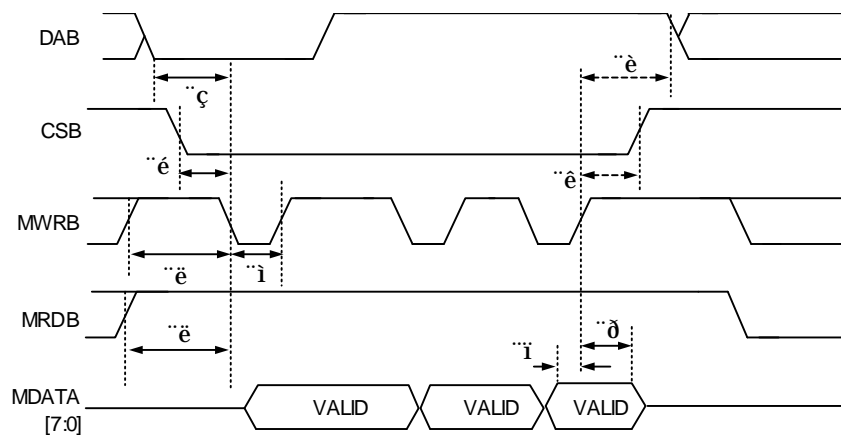 DAB
¨è
¨ç
CSB
¨é
¨ê
MWRB
¨ë
¨ì
MRDB
¨ë
¨ï
¨ð
MDATA
[7:0]
VALID
VALID
VALID